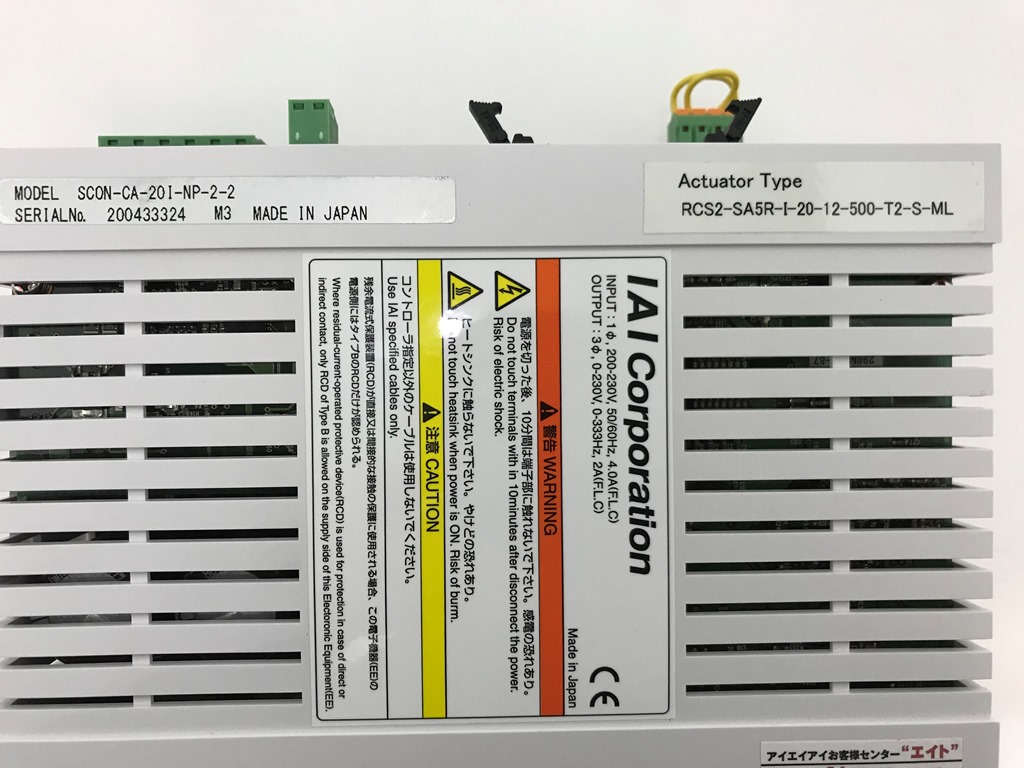 MODEL SCON-CA-20I-NP-2-2
SERIALNo. 200433324 M3 MADE IN JAPAN
Actuator Type
RCS2-SA5R-I-20-12-500-T2-S-ML
IAI Corporation
INPUT : 1φ, 200-230V, 50/60Hz, 4.0A(F.L.C)
OUTPUT : 3φ, 0-230V, 0-333Hz, 2A(F.L.C)
CE
Made in Japan
警告 WARNING
電源を切った後、10分間は端子部に触れないで下さい。感電の恐れあり。
Do not touch terminals with in 10minutes after disconnect the power.
Risk of electric shock.
ヒートシンクに触らないで下さい。やけどの恐れあり。
Do not touch heatsink when power is ON. Risk of burm.
注意 CAUTION
コントローラ指定以外のケーブルは使用しないでください。
Use IAI specified cables only.
残余電流式保護装置(RCD)が直接又は間接的な接触の保護に使用される場合、この電子機器(EE)の
電源側にはタイプBのRCDだけが認められる。
Where residual-current-operated protective device(RCD) is used for protection in case of direct or
indirect contact, only RCD of Type B is allowed on the supply side of this Electoronic Equipment(EE).
アイエイアイお客様センター“エイト”